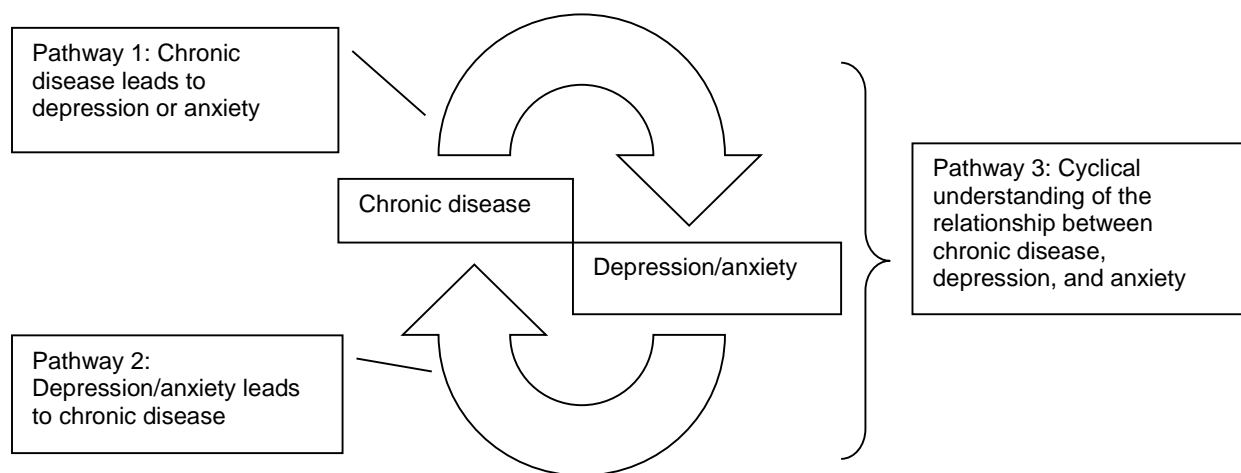 Pathway 1: Chronic
disease leads to
depression or anxiety
Chronic disease
Depression/anxiety
Pathway 2:
Depression/anxiety leads
to chronic disease
Pathway 3: Cyclical
understanding of the
relationship between
chronic disease,
depression, and anxiety